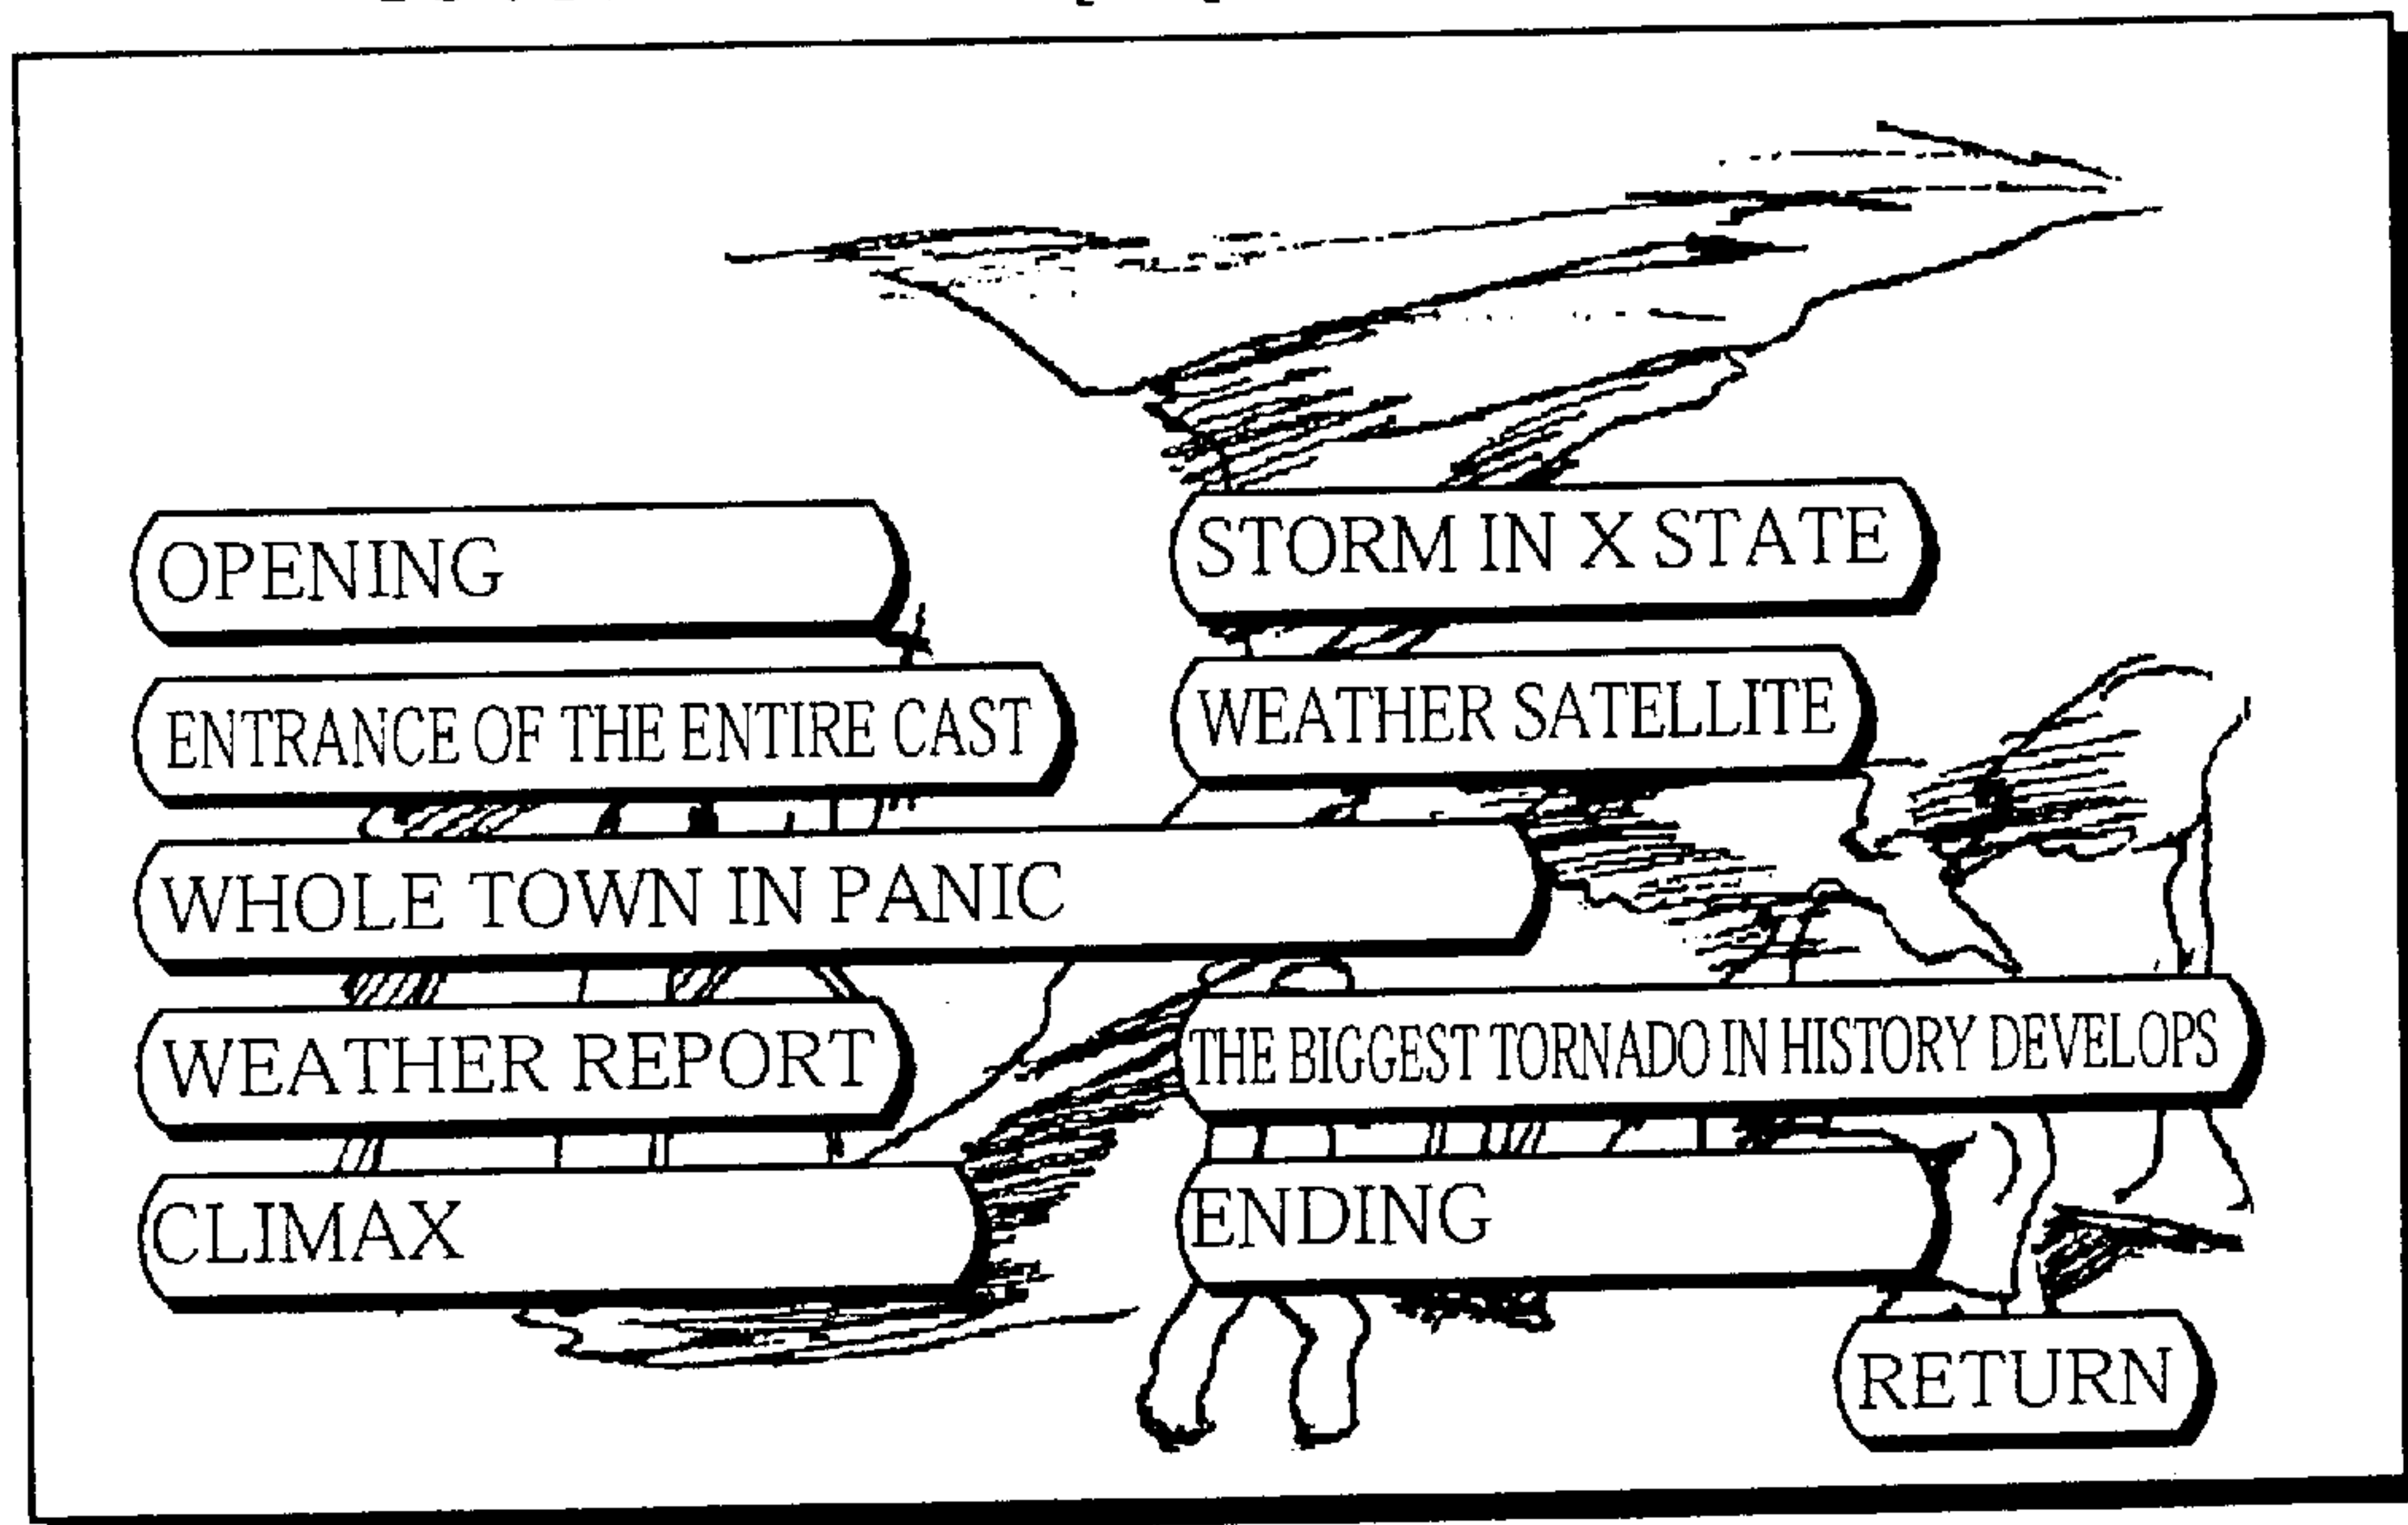 OPENING
ENTRANCE OF THE ENTIRE CAST
WHOLE TOWN IN PANIC
WEATHER REPORT
CLIMAX
STORM IN X STATE
WEATHER SATELLITE
THE BIGGEST TORNADO IN HISTORY DEVELOPS
ENDING
RETURN